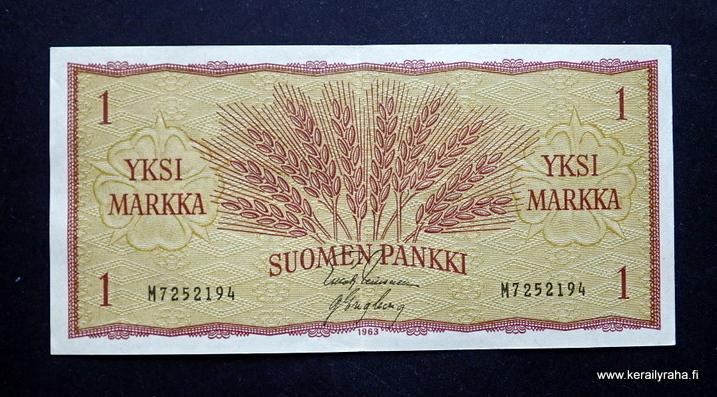 1 1
YKSI MARKKA YKSI MARKKA
SUOMEN PANKKI
1 M7252194 M7252194 1
1963
www.kerailyraha.fi